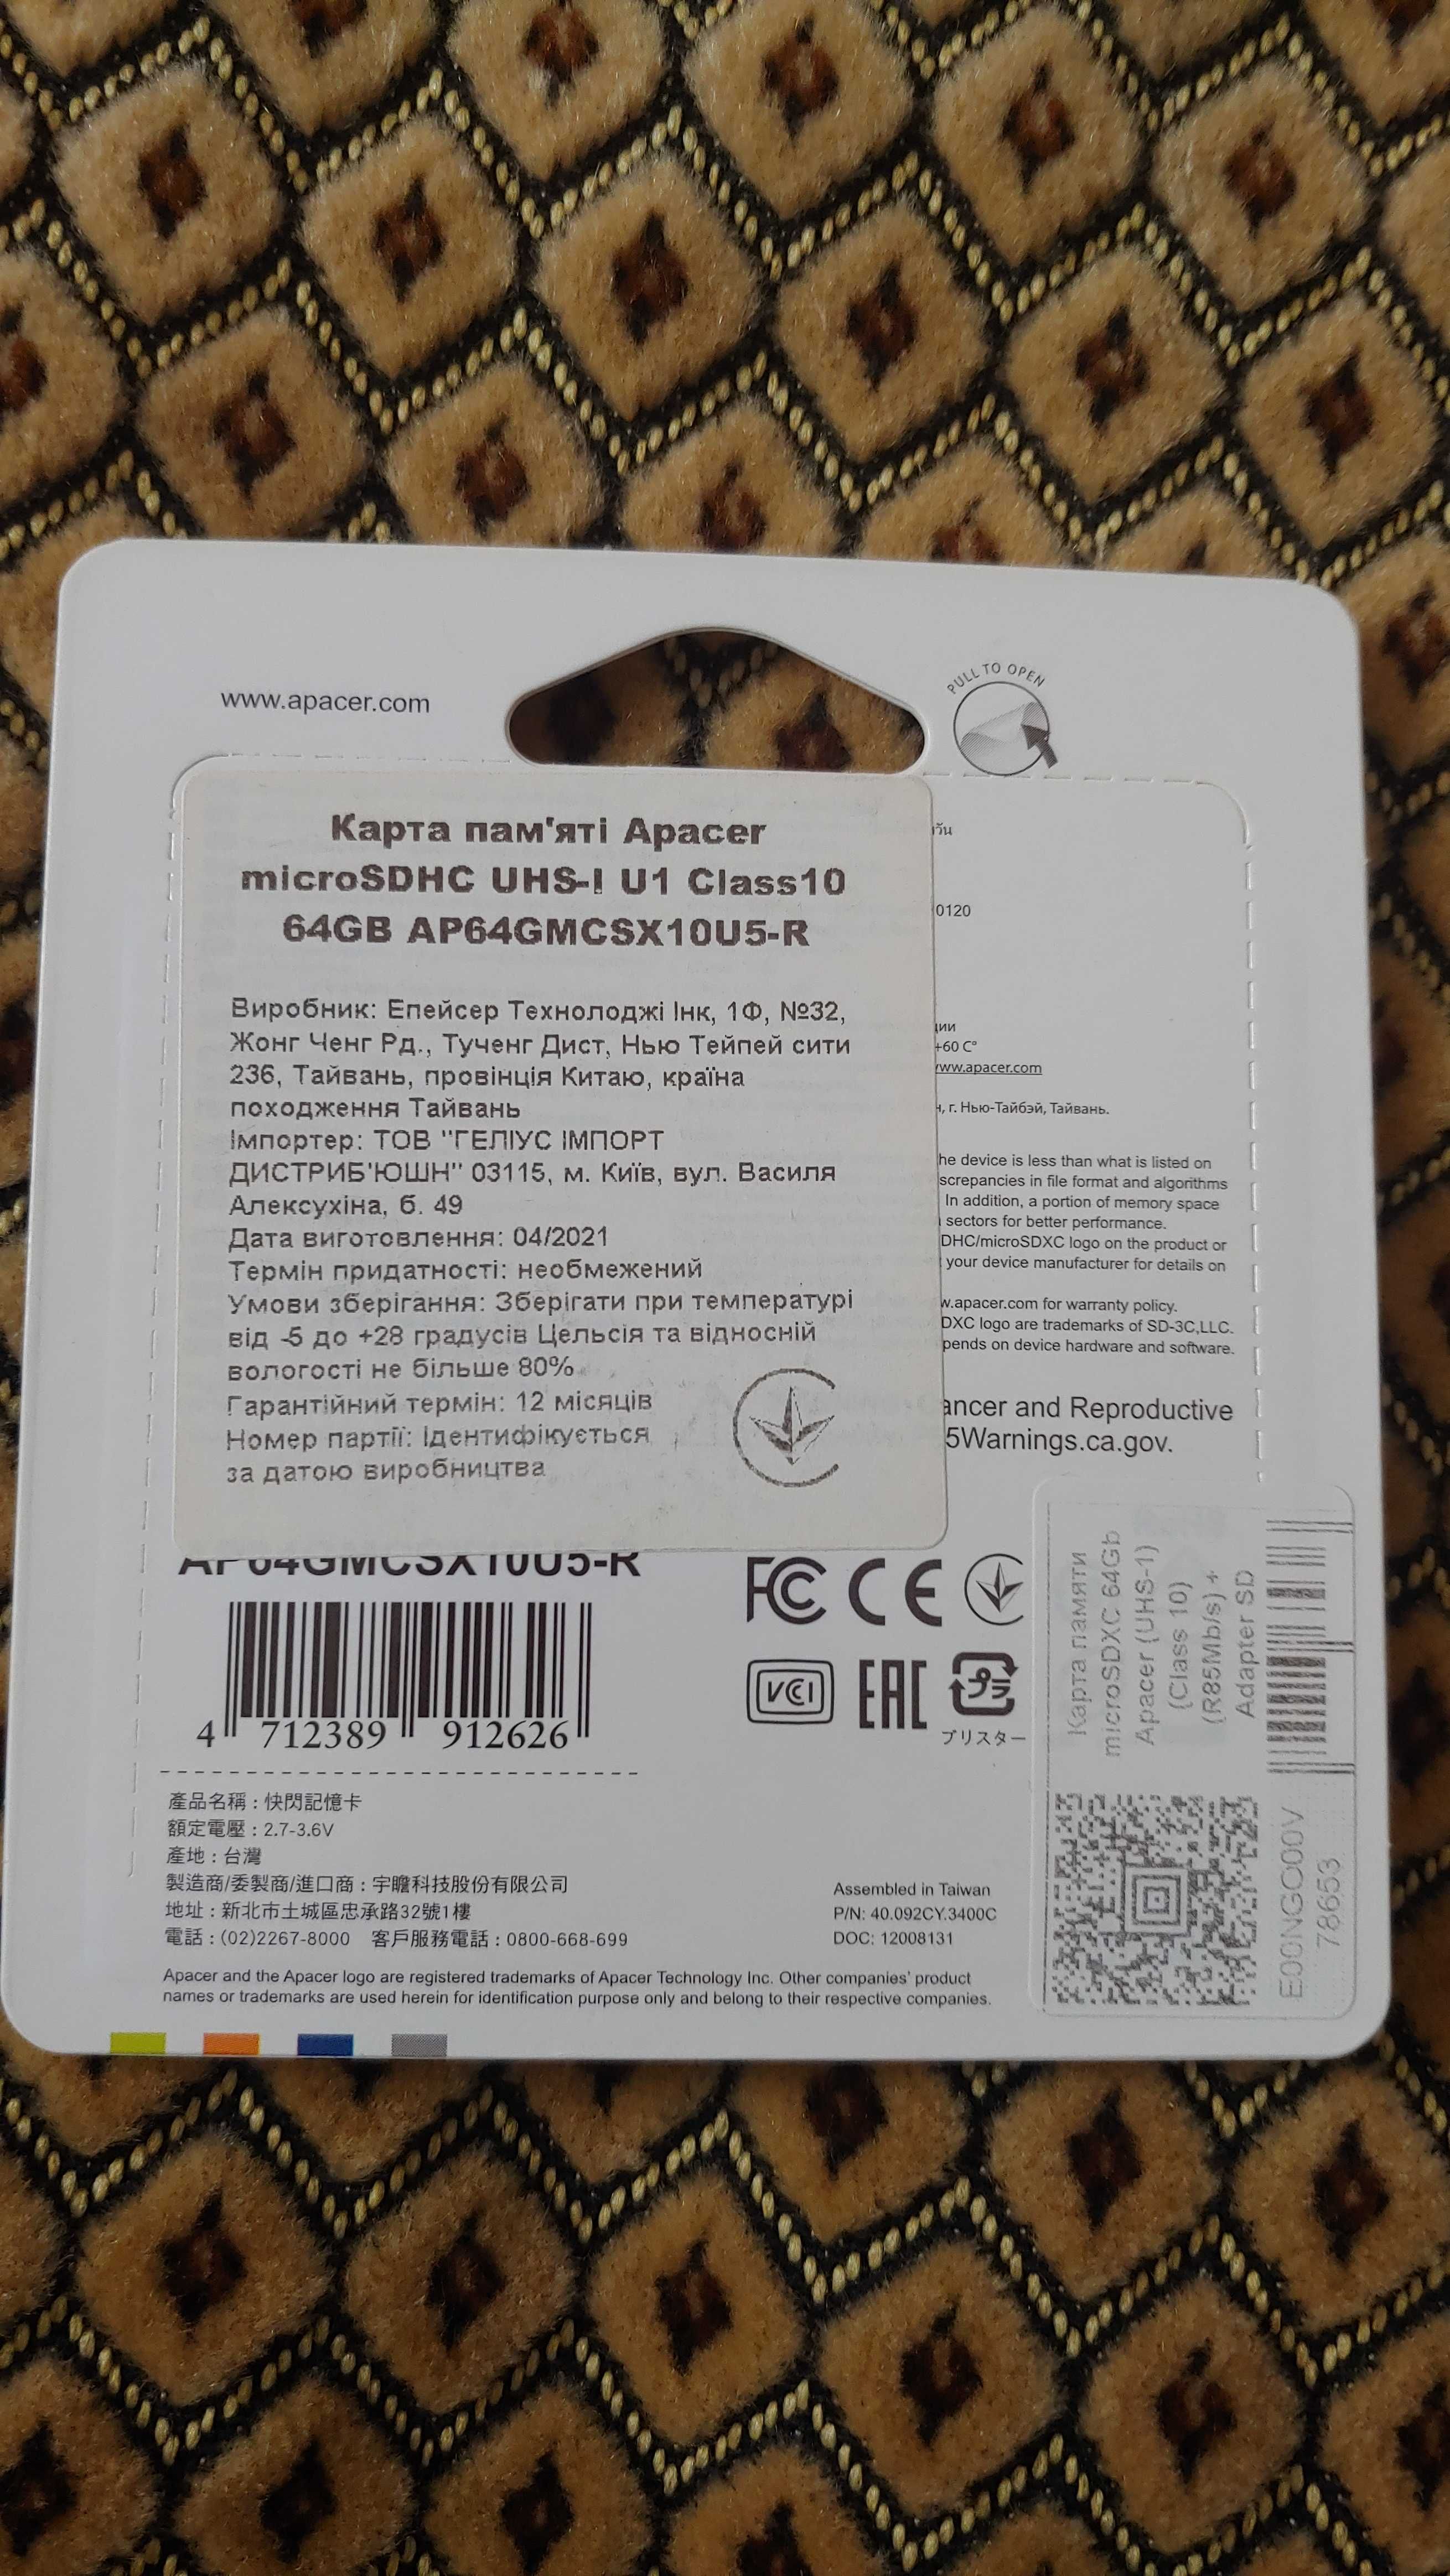 www.apacer.com
PULL TO OPEN
Карта пам'яті Apacer
microSDHC UHS-I U1 Class10
64GB AP64GMCSX10U5-R
Виробник: Епейсер Технолоджі Інк, 1Ф, №32,
Жонг Ченг Рд., Тученг Дист, Нью Тейпей сити
236, Тайвань, провінція Китаю, країна
походження Тайвань
Імпортер: ТОВ "ГЕЛІУС ІМПОРТ
ДИСТРИБ'ЮШН" 03115, м. Київ, вул. Василя
Алексухіна, б. 49
Дата виготовлення: 04/2021
Термін придатності: необмежений
Умови зберігання: Зберігати при температурі
від -5 до +28 градусів Цельсія та відносній
вологості не більше 80%
Гарантійний термін: 12 місяців
Номер партії: Ідентифікується
за датою виробництва
0120
+60 C°
www.apacer.com
г. Нью-Тайбэй, Тайвань.
he device is less than what is listed on
screpancies in file format and algorithms
In addition, a portion of memory space
sectors for better performance.
DHC/microSDXC logo on the product or
your device manufacturer for details on
w.apacer.com for warranty policy.
DXC logo are trademarks of SD-3C,LLC.
pends on device hardware and software.
ancer and Reproductive
5Warnings.ca.gov.
AP64GMCSX10U5-R
4 712389 912626
FC CE
VCCI EAC プラ
ブリスター
產品名稱：快閃記憶卡
額定電壓：2.7-3.6V
產地：台灣
製造商/委製商/進口商：宇瞻科技股份有限公司
地址：新北市土城區忠承路32號1樓
電話：(02)2267-8000 客戶服務電話：0800-668-699
Assembled in Taiwan
P/N: 40.092CY.3400C
DOC: 12008131
Apacer and the Apacer logo are registered trademarks of Apacer Technology Inc. Other companies' product
names or trademarks are used herein for identification purpose only and belong to their respective companies.
Карта памяти
microSDXC 64Gb
Apacer (UHS-1)
(Class 10)
(R85Mb/s) +
Adapter SD
E00NGO00V
78653